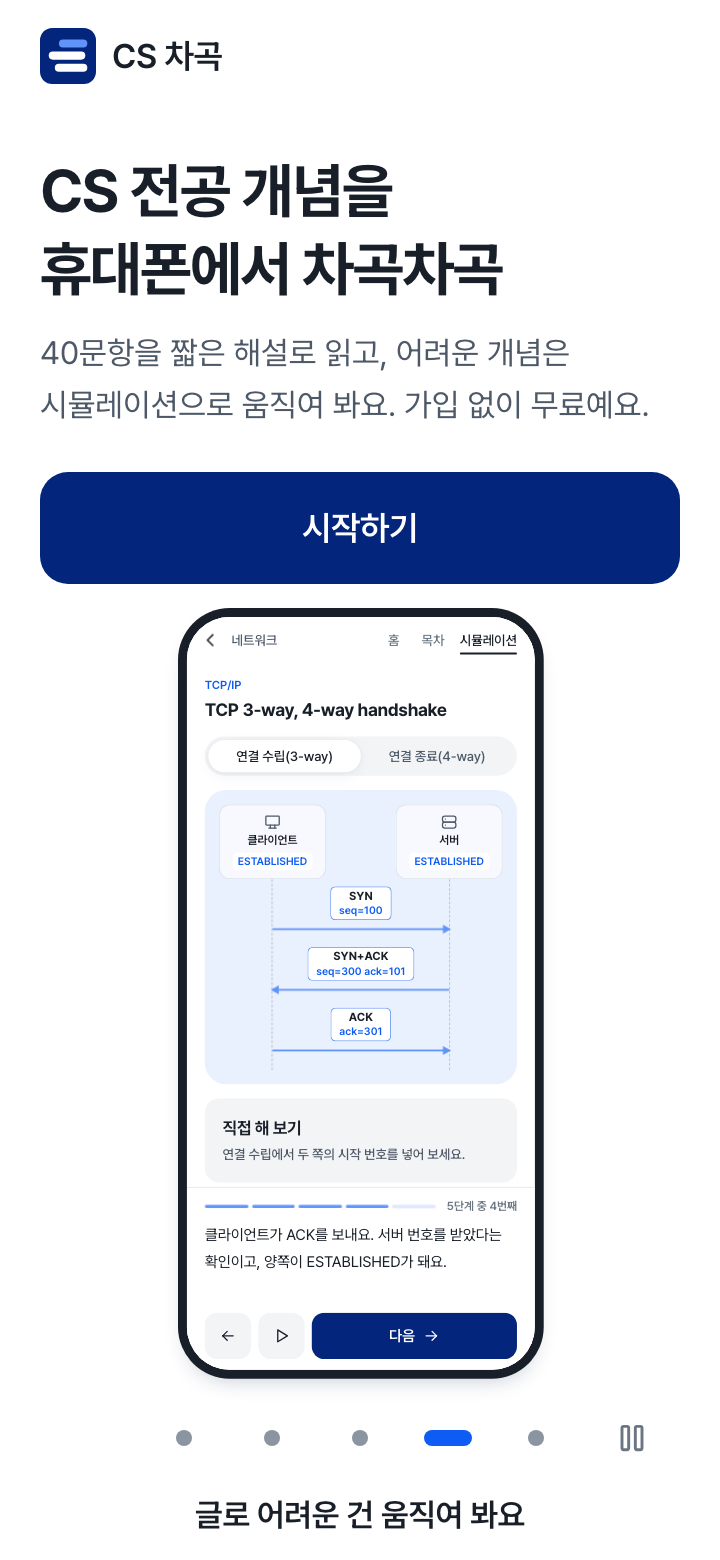 CS 차곡
CS 전공 개념을
휴대폰에서 차곡차곡
40문항을 짧은 해설로 읽고, 어려운 개념은
시뮬레이션으로 움직여 봐요. 가입 없이 무료예요.
시작하기
네트워크 홈 목차 시뮬레이션
TCP/IP
TCP 3-way, 4-way handshake
연결 수립(3-way) 연결 종료(4-way)
클라이언트 서버
ESTABLISHED ESTABLISHED
SYN
seq=100
SYN+ACK
seq=300 ack=101
ACK
ack=301
직접 해 보기
연결 수립에서 두 쪽의 시작 번호를 넣어 보세요.
5단계 중 4번째
클라이언트가 ACK를 보내요. 서버 번호를 받았다는
확인이고, 양쪽이 ESTABLISHED가 돼요.
다음
글로 어려운 건 움직여 봐요